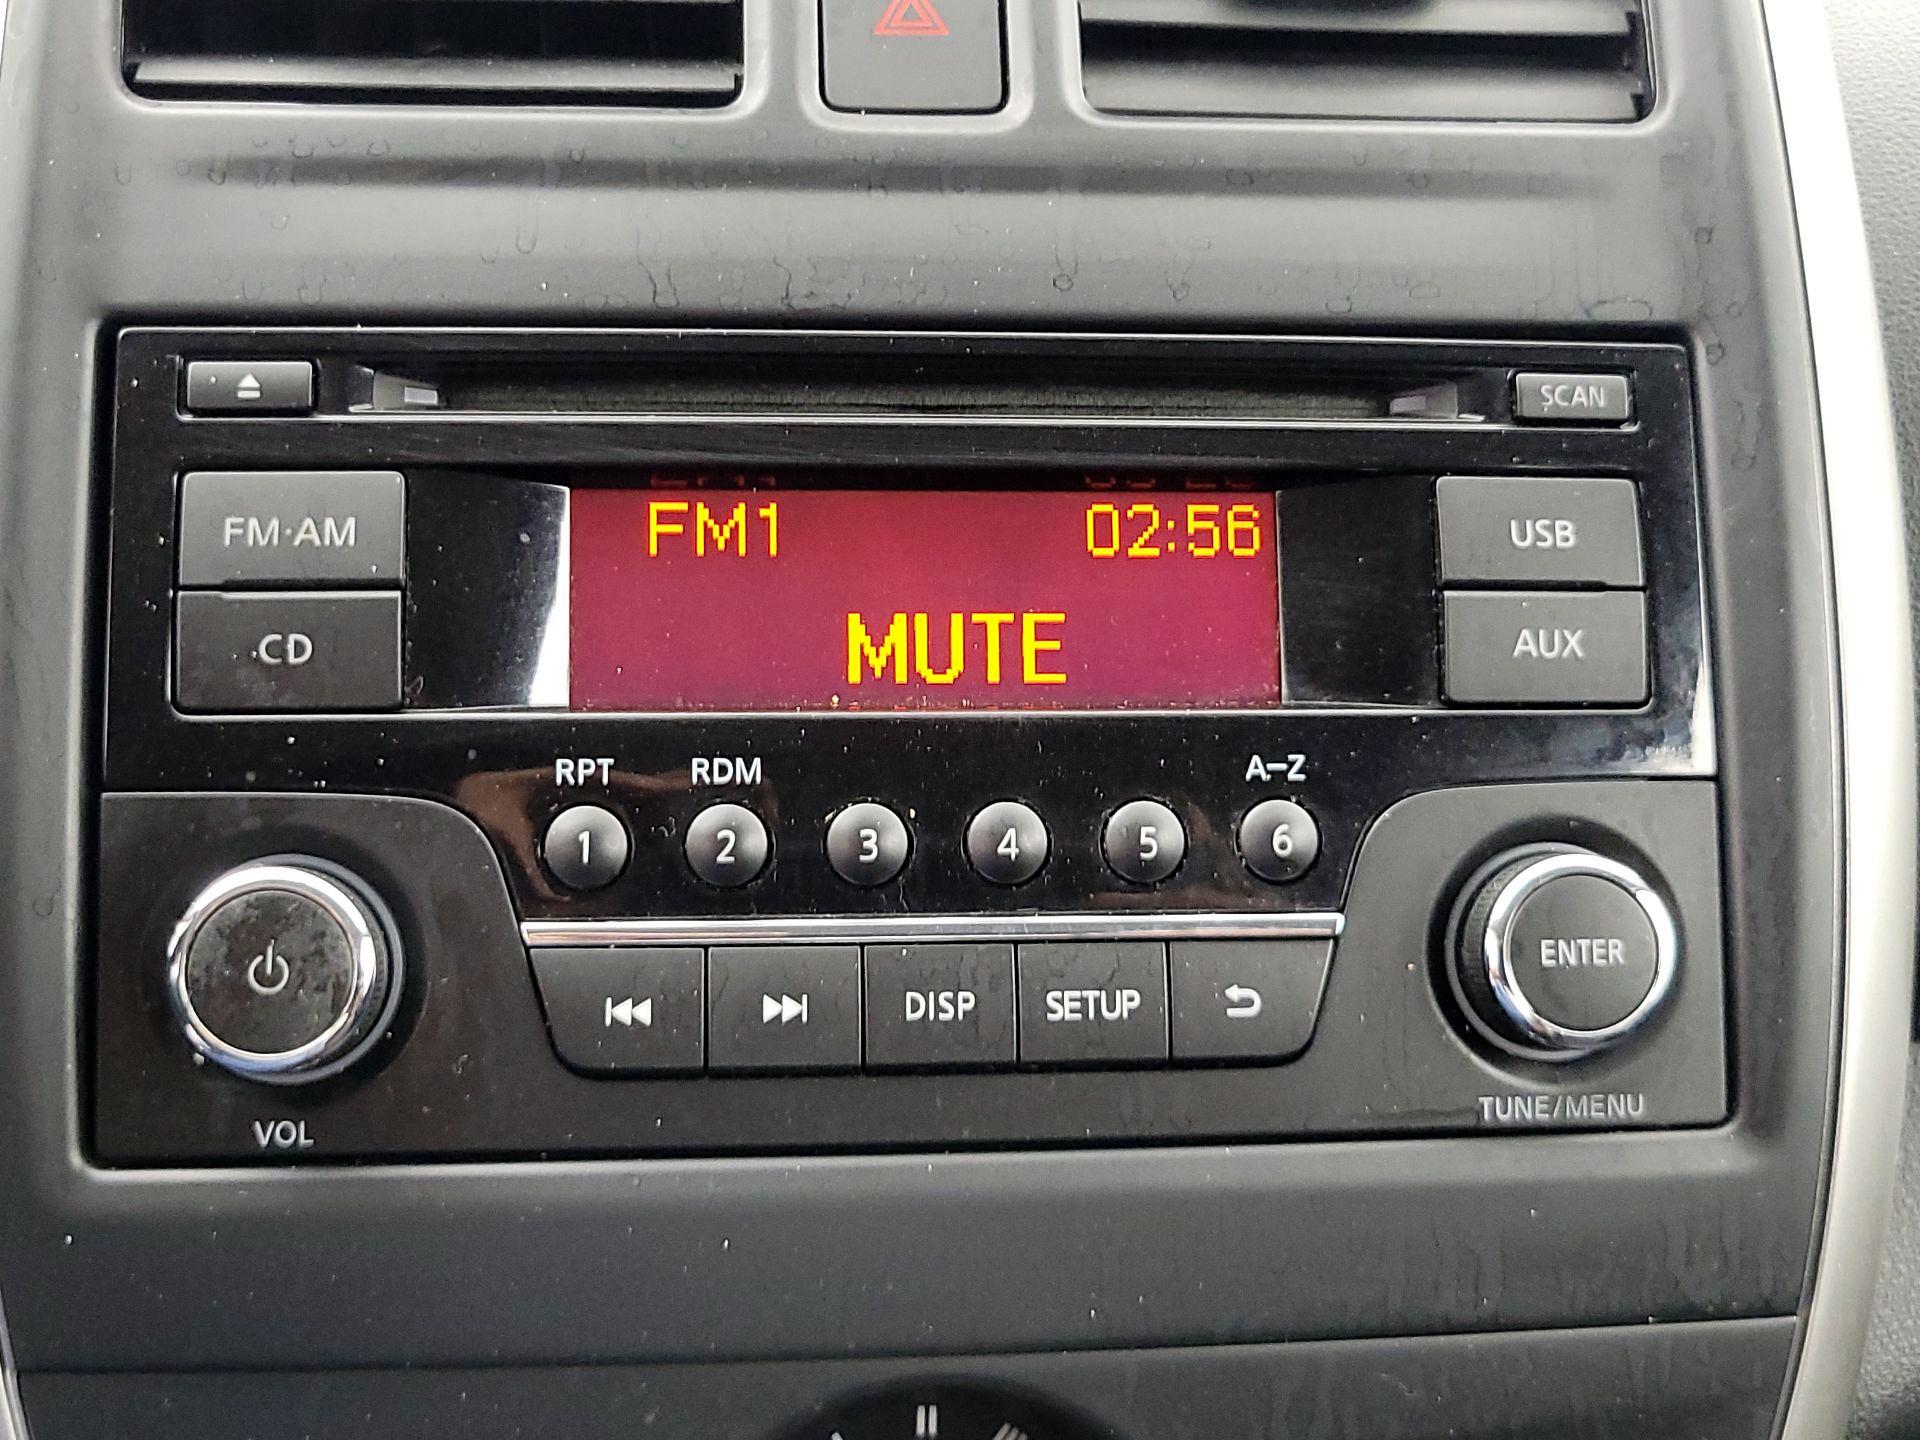 SCAN
FM·AM
FM1 02:56
USB
CD
MUTE
AUX
RPT RDM A-Z
1 2 3 4 5 6
ENTER
DISP SETUP
VOL
TUNE/MENU